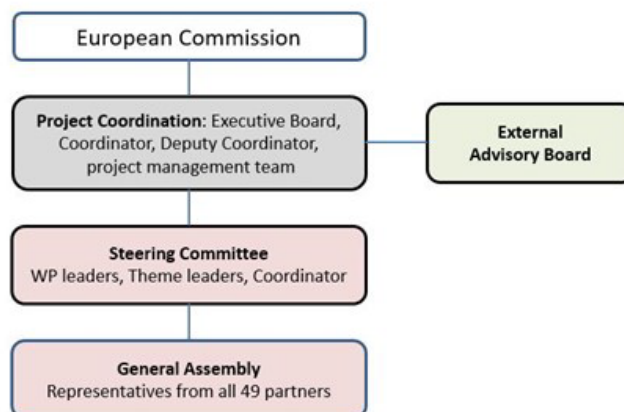 European Commission
Project Coordination: Executive Board,
Coordinator, Deputy Coordinator,
project management team
External
Advisory Board
Steering Committee
WP leaders, Theme leaders, Coordinator
General Assembly
Representatives from all 49 partners